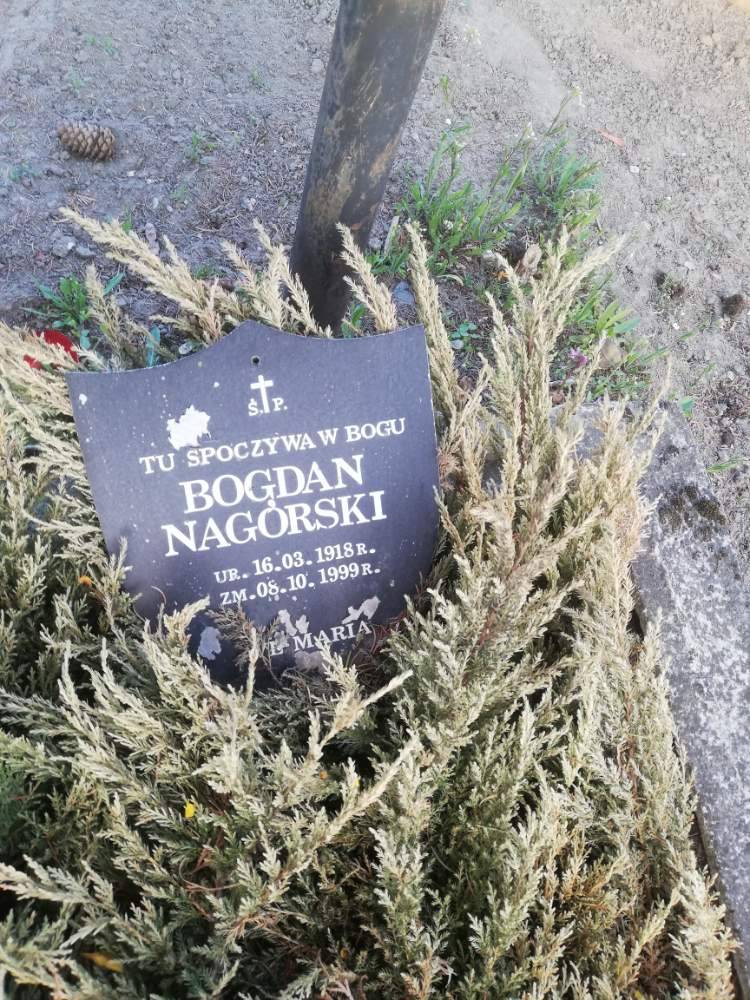 Ś.P.
TU SPOCZYWA W BOGU
BOGDAN
NAGÓRSKI
UR. 16.03.1918 R.
ZM. 08.10.1999 R.
MARIA